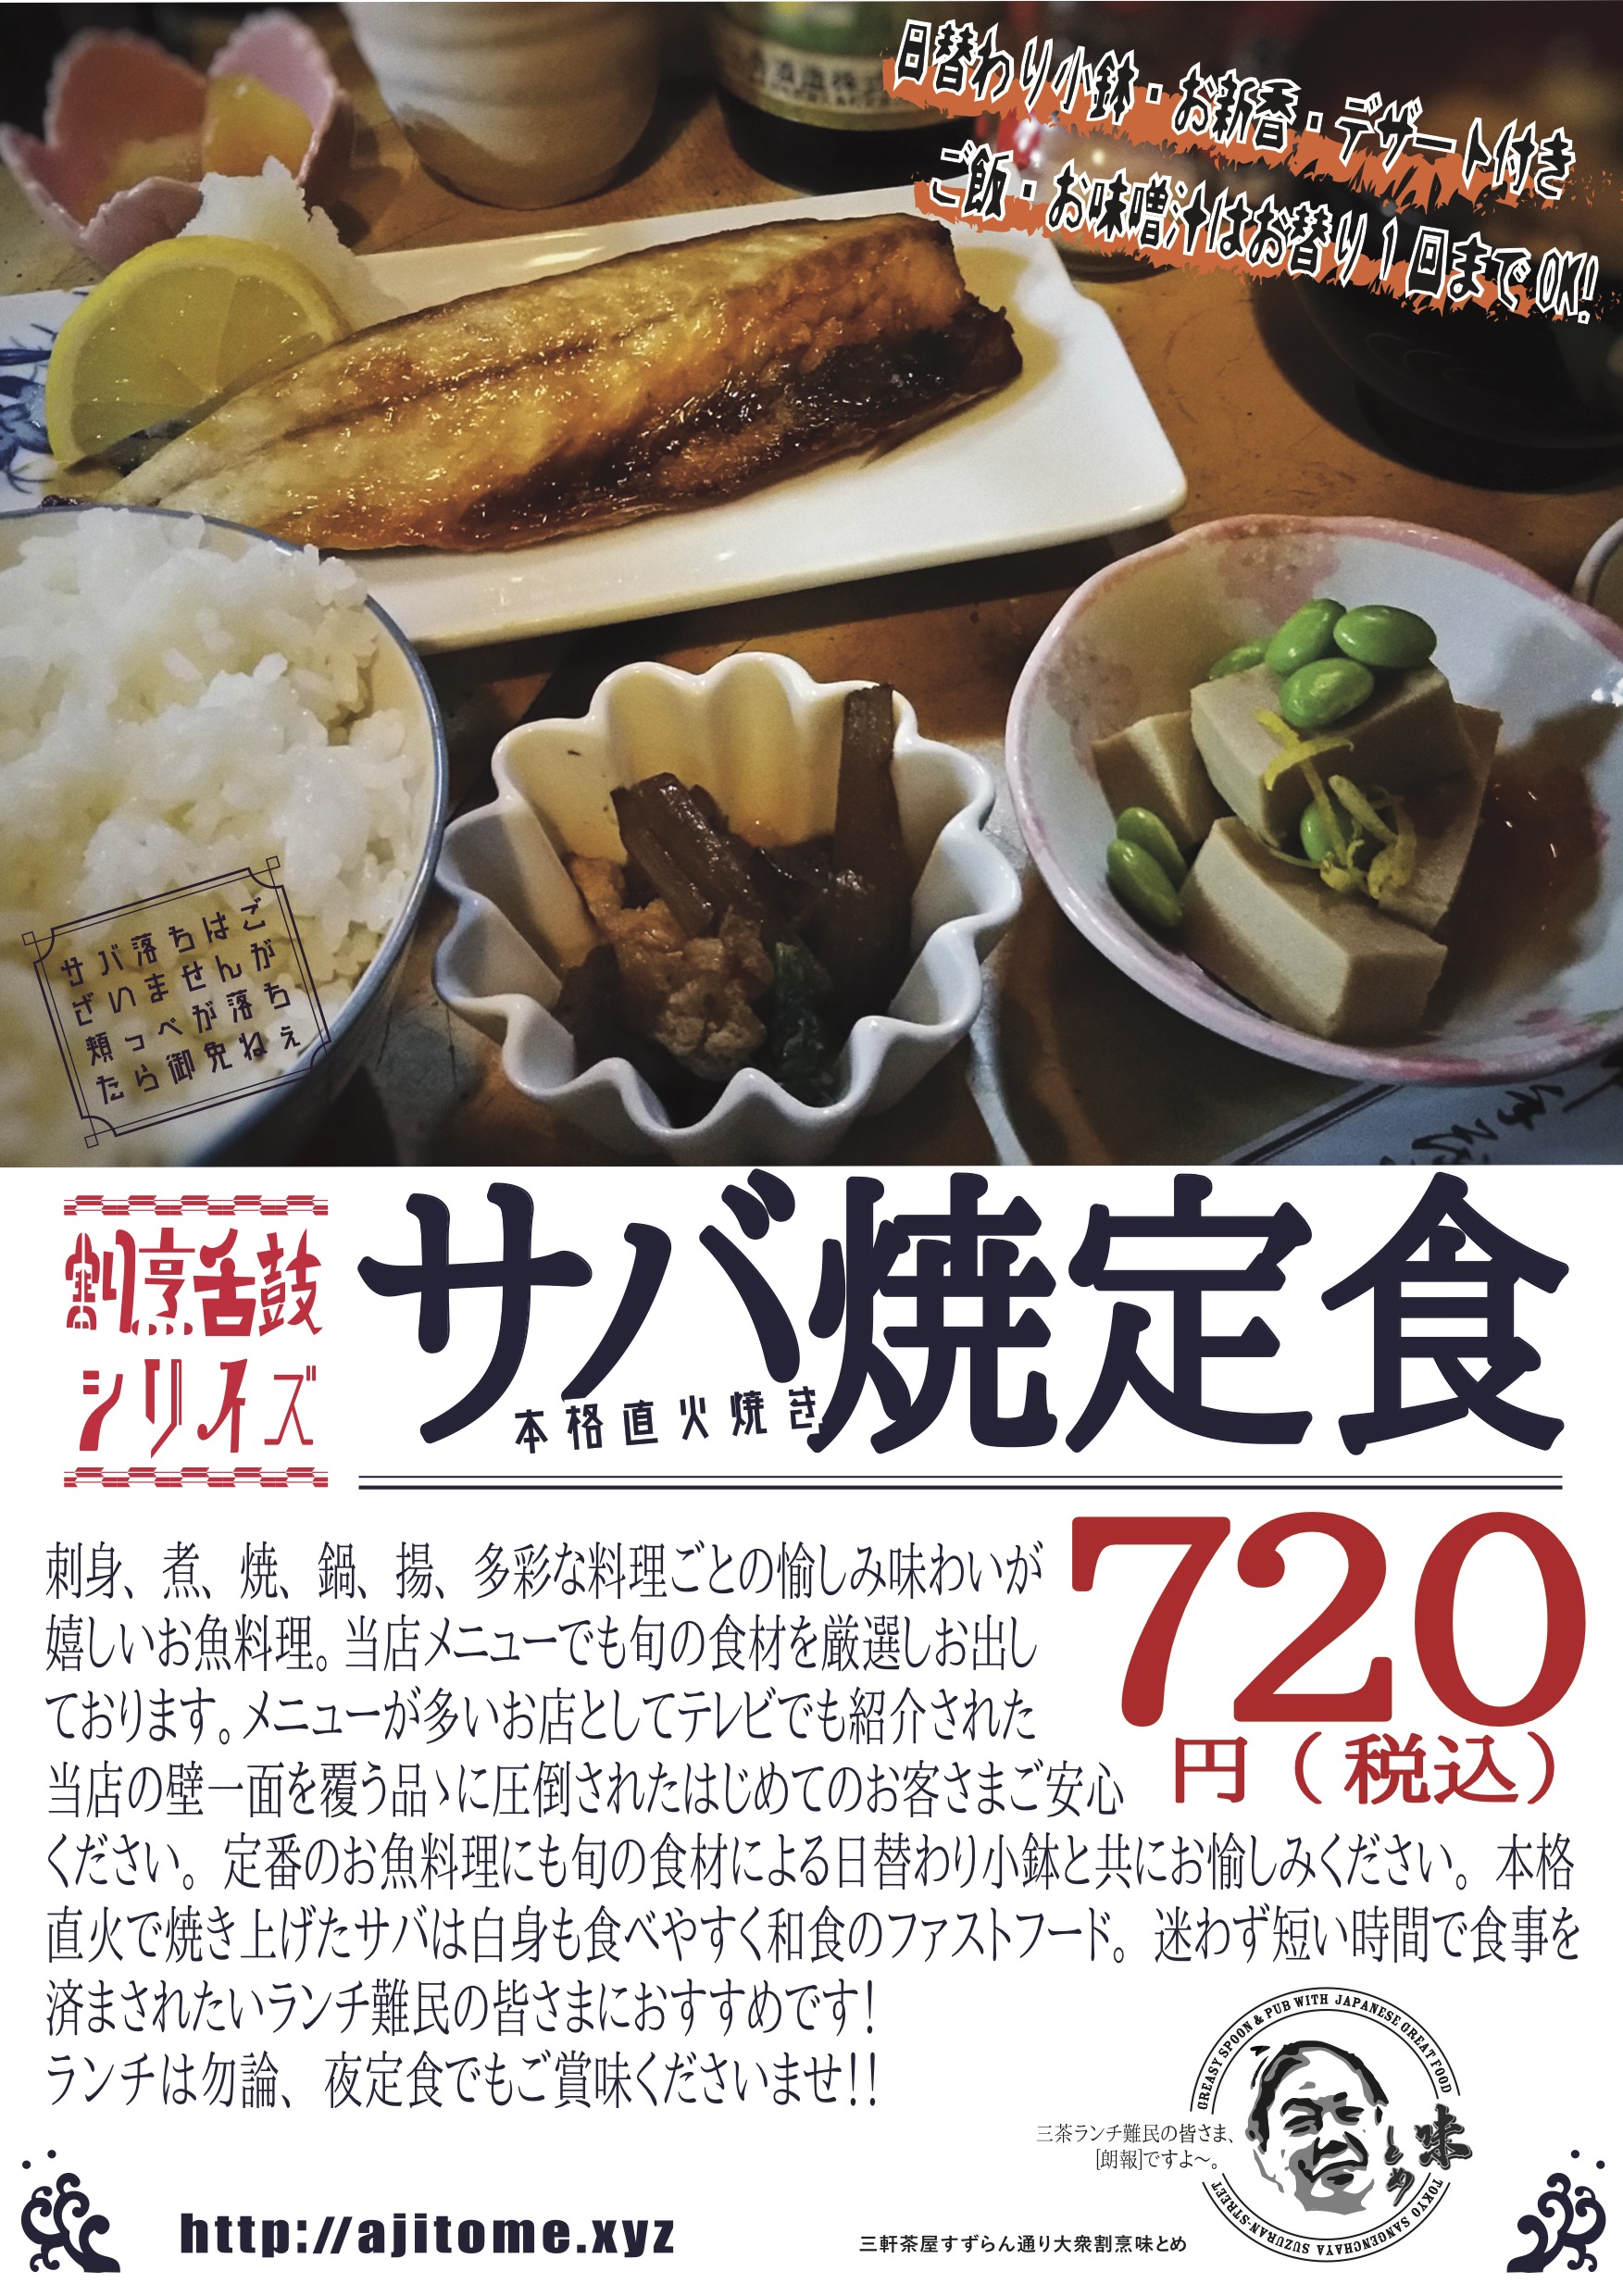 日替わり小鉢・お新香・デザート付き
ご飯・お味噌汁はお替り1回までOK!
サバ落ちはご
ざいませんが
頬っぺが落ち
たら御免ねぇ
割烹舌鼓
シリイズ
サバ焼定食
本格直火焼き
720
円(税込)
刺身、煮、焼、鍋、揚、多彩な料理ごとの愉しみ味わいが
嬉しいお魚料理。当店メニューでも旬の食材を厳選しお出し
ております。メニューが多いお店としてテレビでも紹介された
当店の壁一面を覆う品ゝに圧倒されたはじめてのお客さまご安心
ください。定番のお魚料理にも旬の食材による日替わり小鉢と共にお愉しみください。本格
直火で焼き上げたサバは白身も食べやすく和食のファストフード。迷わず短い時間で食事を
済まされたいランチ難民の皆さまにおすすめです!
ランチは勿論、夜定食でもご賞味くださいませ!!
三茶ランチ難民の皆さま、
[朗報]ですよ〜。
GREASY SPOON & PUB WITH JAPANESE GREAT FOOD
味とめ
TOKYO SANGENCHAYA SUZURAN-STREET
http://ajitome.xyz
三軒茶屋すずらん通り大衆割烹味とめ